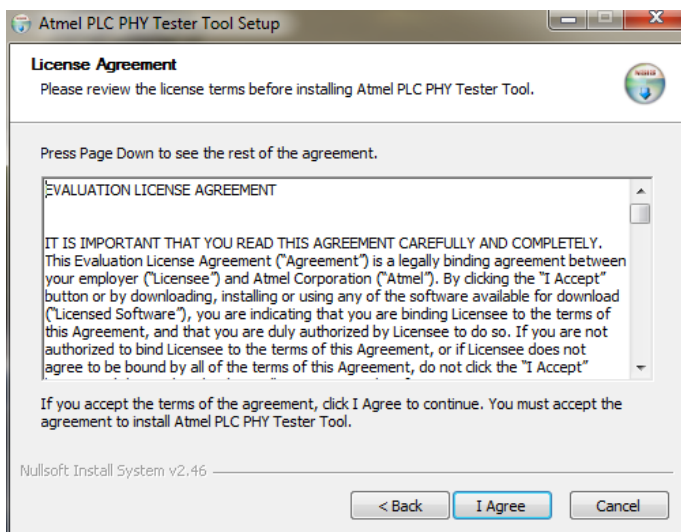 Atmel PLC PHY Tester Tool Setup
License Agreement
Please review the license terms before installing Atmel PLC PHY Tester Tool.
Press Page Down to see the rest of the agreement.
EVALUATION LICENSE AGREEMENT
IT IS IMPORTANT THAT YOU READ THIS AGREEMENT CAREFULLY AND COMPLETELY.
This Evaluation License Agreement ("Agreement") is a legally binding agreement between
your employer ("Licensee") and Atmel Corporation ("Atmel"). By clicking the "I Accept"
button or by downloading, installing or using any of the software available for download
("Licensed Software"), you are indicating that you are binding Licensee to the terms of
this Agreement, and that you are duly authorized by Licensee to do so. If you are not
authorized to bind Licensee to the terms of this Agreement, or if Licensee does not
agree to be bound by all of the terms of this Agreement, do not click the "I Accept"
If you accept the terms of the agreement, click I Agree to continue. You must accept the
agreement to install Atmel PLC PHY Tester Tool.
Nullsoft Install System v2.46
< Back
I Agree
Cancel